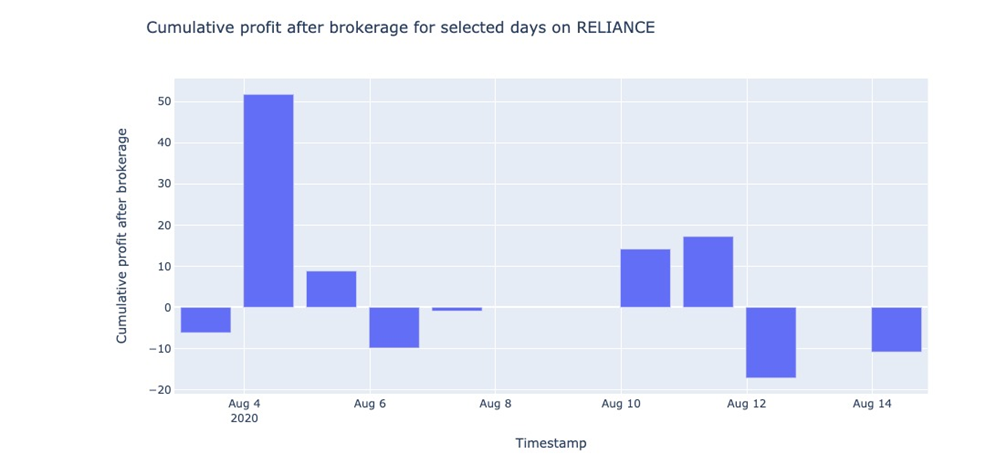 Cumulative profit after brokerage for selected days on RELIANCE
Cumulative profit after brokerage
50
40
30
20
10
0
−10
−20
Aug 4
2020
Aug 6
Aug 8
Aug 10
Aug 12
Aug 14
Timestamp